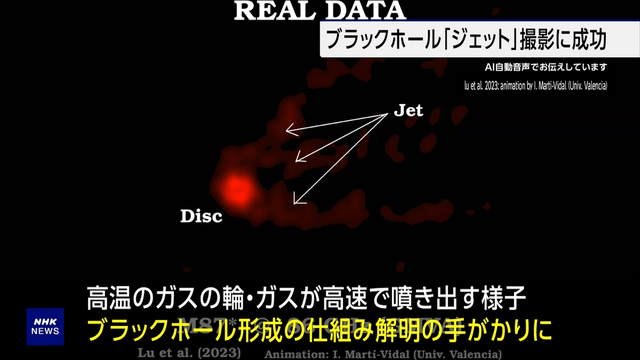 REAL DATA
ブラックホール「ジェット」撮影に成功
AI自動音声でお伝えしています
lu et al. 2023: animation by I. Martí-Vidal (Univ. Valencia)
Jet
Disc
高温のガスの輪・ガスが高速で噴き出す様子
NHK
NEWS
ブラックホール形成の仕組み解明の手がかりに
Lu et al. (2023) Animation: I. Martí-Vidal (Univ. Valencia)